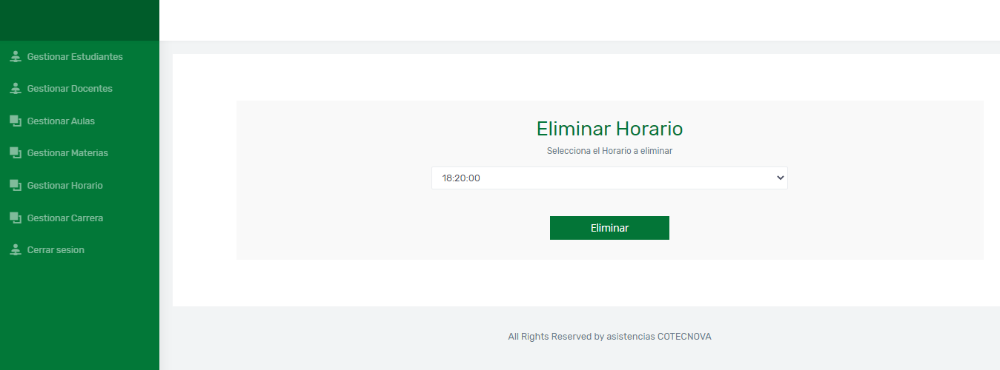 Gestionar Estudiantes
Gestionar Docentes
Gestionar Aulas
Gestionar Materias
Gestionar Horario
Gestionar Carrera
Cerrar sesion
Eliminar Horario
Selecciona el Horario a eliminar
18:20:00
Eliminar
All Rights Reserved by asistencias COTECNOVA